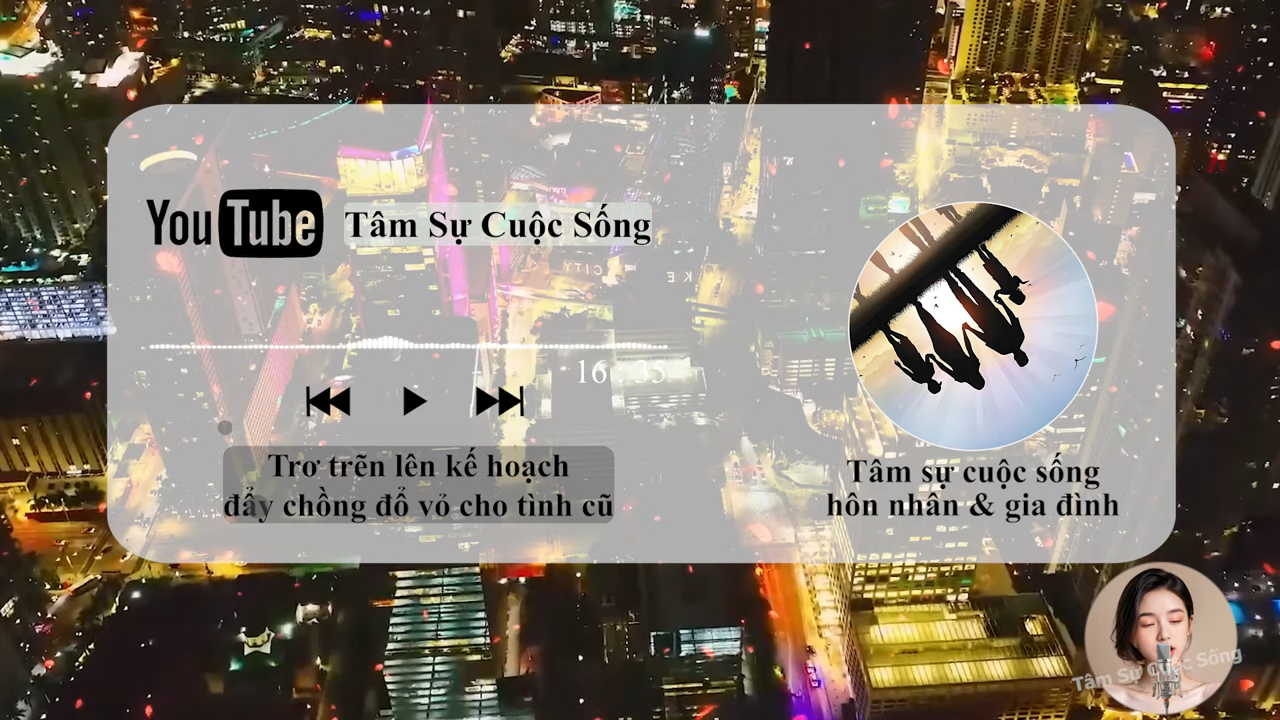 YouTube
Tâm Sự Cuộc Sống
CITY
16 : 35
Trơ trẽn lên kế hoạch
đẩy chồng đổ vỏ cho tình cũ
Tâm sự cuộc sống
hôn nhân & gia đình
Tâm Sự Cuộc Sống